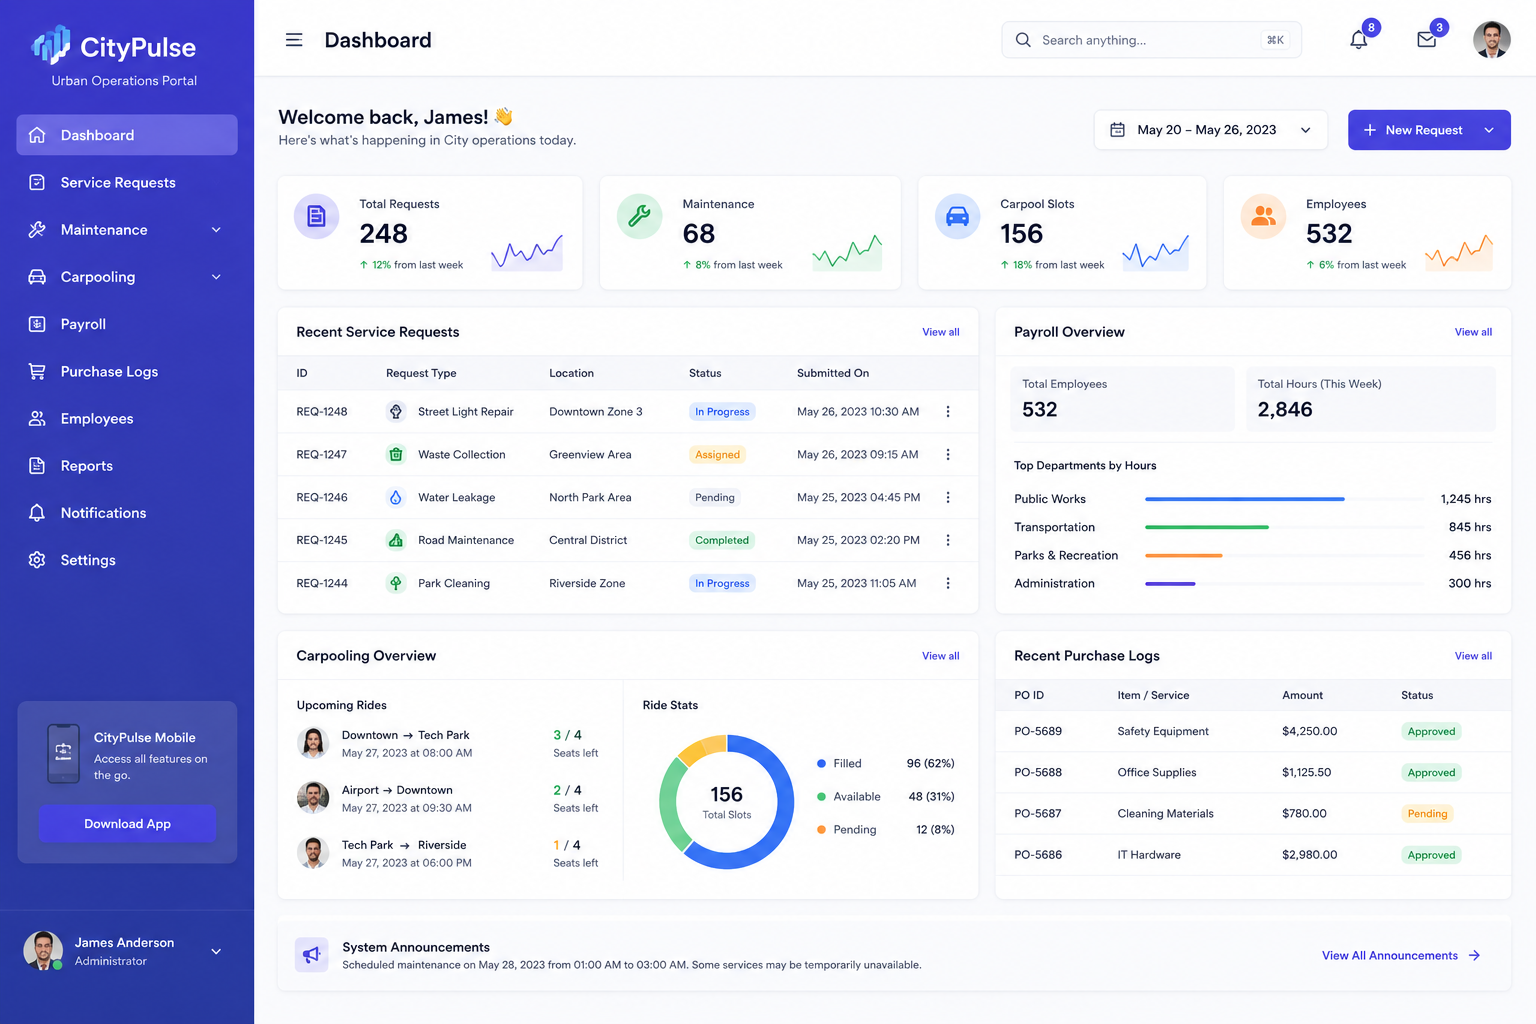 CityPulse
Urban Operations Portal
Dashboard
Service Requests
Maintenance
Carpooling
Payroll
Purchase Logs
Employees
Reports
Notifications
Settings
CityPulse Mobile
Access all features on
the go.
Download App
James Anderson
Administrator
Dashboard
Search anything...
⌘K
8
3
Welcome back, James! 👋
Here's what's happening in City operations today.
May 20 – May 26, 2023
+ New Request
Total Requests
248
↑ 12% from last week
Maintenance
68
↑ 8% from last week
Carpool Slots
156
↑ 18% from last week
Employees
532
↑ 6% from last week
Recent Service Requests View all
ID Request Type Location Status Submitted On
REQ-1248 Street Light Repair Downtown Zone 3 In Progress May 26, 2023 10:30 AM
REQ-1247 Waste Collection Greenview Area Assigned May 26, 2023 09:15 AM
REQ-1246 Water Leakage North Park Area Pending May 25, 2023 04:45 PM
REQ-1245 Road Maintenance Central District Completed May 25, 2023 02:20 PM
REQ-1244 Park Cleaning Riverside Zone In Progress May 25, 2023 11:05 AM
Payroll Overview View all
Total Employees
532
Total Hours (This Week)
2,846
Top Departments by Hours
Public Works 1,245 hrs
Transportation 845 hrs
Parks & Recreation 456 hrs
Administration 300 hrs
Carpooling Overview View all
Upcoming Rides
Downtown → Tech Park 3 / 4
May 27, 2023 at 08:00 AM Seats left
Airport → Downtown 2 / 4
May 27, 2023 at 09:30 AM Seats left
Tech Park → Riverside 1 / 4
May 27, 2023 at 06:00 PM Seats left
Ride Stats
156
Total Slots
Filled 96 (62%)
Available 48 (31%)
Pending 12 (8%)
Recent Purchase Logs View all
PO ID Item / Service Amount Status
PO-5689 Safety Equipment $4,250.00 Approved
PO-5688 Office Supplies $1,125.50 Approved
PO-5687 Cleaning Materials $780.00 Pending
PO-5686 IT Hardware $2,980.00 Approved
System Announcements
Scheduled maintenance on May 28, 2023 from 01:00 AM to 03:00 AM. Some services may be temporarily unavailable.
View All Announcements →